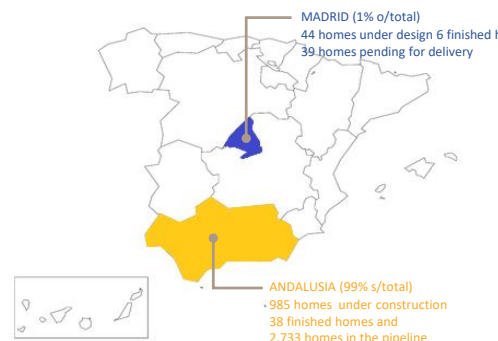 MADRID (1% o/total)
44 homes under design 6 finished h
39 homes pending for delivery
ANDALUSIA (99% s/total)
985 homes under construction
38 finished homes and
2,733 homes in the pipeline